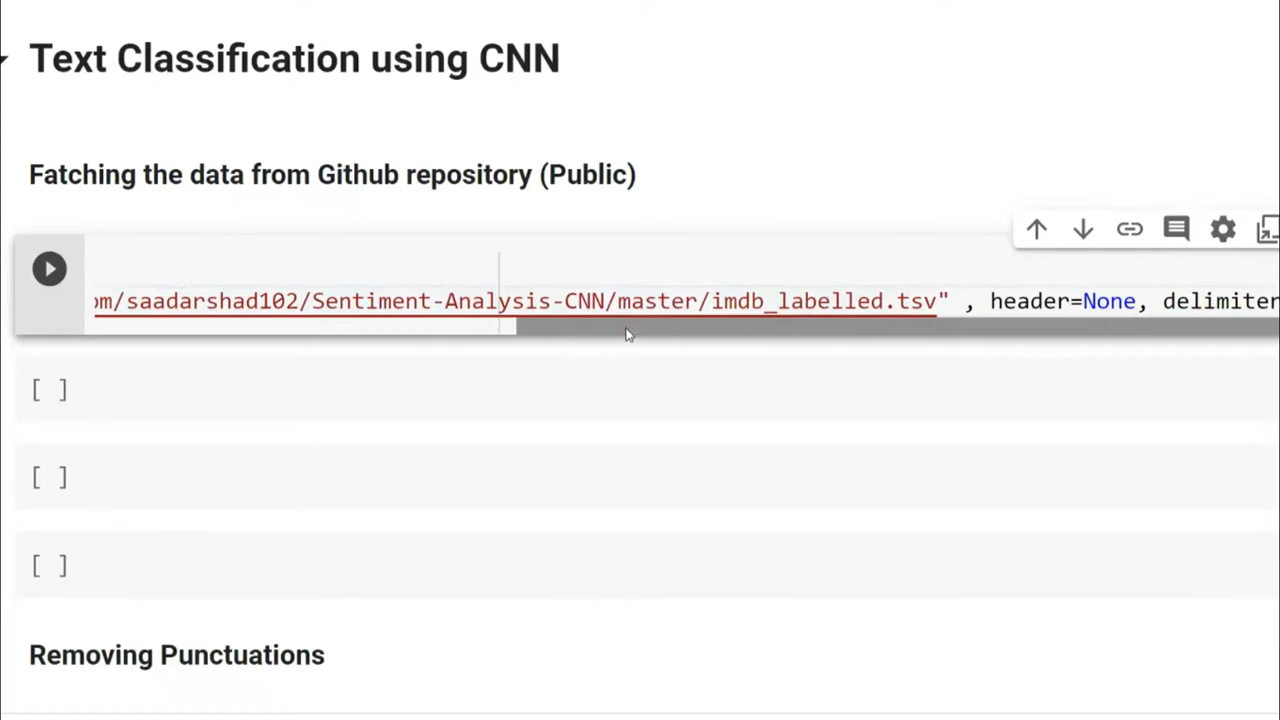 Text Classification using CNN
Fatching the data from Github repository (Public)
om/saadarshad102/Sentiment-Analysis-CNN/master/imdb_labelled.tsv" , header=None, delimiter
[ ]
[ ]
[ ]
Removing Punctuations